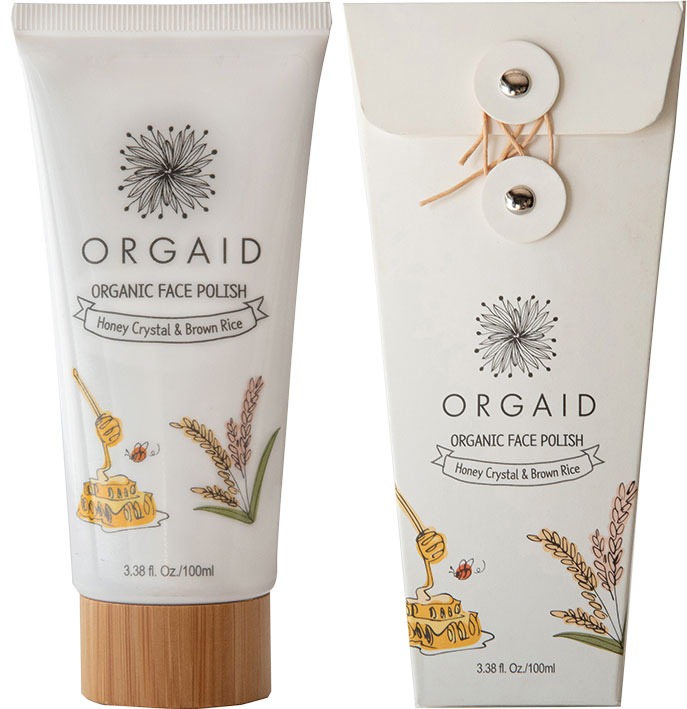 ORGAID
ORGANIC FACE POLISH
Honey Crystal & Brown Rice
3.38 fl. Oz./100ml
ORGAID
ORGANIC FACE POLISH
Honey Crystal & Brown Rice
3.38 fl. Oz./100ml